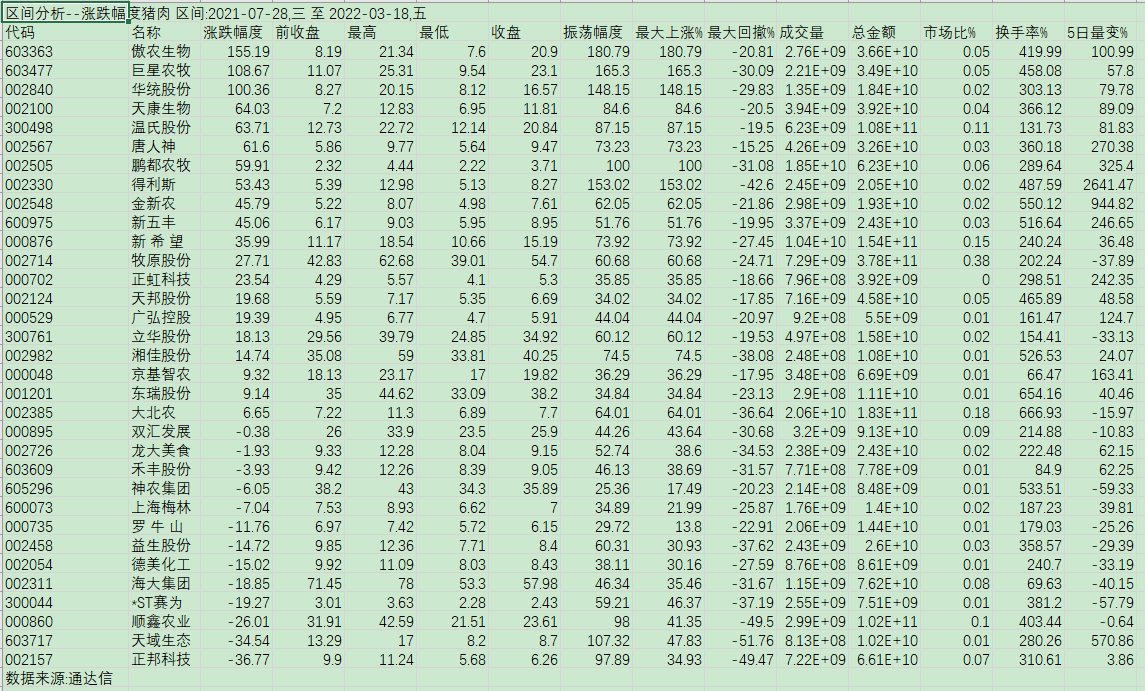 区间分析--涨跌幅度猪肉 区间:2021-07-28,三 至 2022-03-18,五
代码 名称 涨跌幅度 前收盘 最高 最低 收盘 振荡幅度 最大上涨% 最大回撤% 成交量 总金额 市场比% 换手率% 5日量变%
603363 傲农生物 155.19 8.19 21.34 7.6 20.9 180.79 180.79 -20.81 2.76E+09 3.66E+10 0.05 419.99 100.99
603477 巨星农牧 108.67 11.07 25.31 9.54 23.1 165.3 165.3 -30.09 2.21E+09 3.49E+10 0.05 458.08 57.8
002840 华统股份 100.36 8.27 20.15 8.12 16.57 148.15 148.15 -29.83 1.35E+09 1.84E+10 0.02 303.13 79.78
002100 天康生物 64.03 7.2 12.83 6.95 11.81 84.6 84.6 -20.5 3.94E+09 3.92E+10 0.04 366.12 89.09
300498 温氏股份 63.71 12.73 22.72 12.14 20.84 87.15 87.15 -19.5 6.23E+09 1.08E+11 0.11 131.73 81.83
002567 唐人神 61.6 5.86 9.77 5.64 9.47 73.23 73.23 -15.25 4.26E+09 3.26E+10 0.03 360.18 270.38
002505 鹏都农牧 59.91 2.32 4.44 2.22 3.71 100 100 -31.08 1.85E+10 6.23E+10 0.06 289.64 325.4
002330 得利斯 53.43 5.39 12.98 5.13 8.27 153.02 153.02 -42.6 2.45E+09 2.05E+10 0.02 487.59 2641.47
002548 金新农 45.79 5.22 8.07 4.98 7.61 62.05 62.05 -21.86 2.98E+09 1.93E+10 0.02 550.12 944.82
600975 新五丰 45.06 6.17 9.03 5.95 8.95 51.76 51.76 -19.95 3.37E+09 2.43E+10 0.03 516.64 246.65
000876 新 希 望 35.99 11.17 18.54 10.66 15.19 73.92 73.92 -27.45 1.04E+10 1.54E+11 0.15 240.24 36.48
002714 牧原股份 27.71 42.83 62.68 39.01 54.7 60.68 60.68 -24.71 7.29E+09 3.78E+11 0.38 202.24 -37.89
000702 正虹科技 23.54 4.29 5.57 4.1 5.3 35.85 35.85 -18.66 7.96E+08 3.92E+09 0 298.51 242.35
002124 天邦股份 19.68 5.59 7.17 5.35 6.69 34.02 34.02 -17.85 7.16E+09 4.58E+10 0.05 465.89 48.58
000529 广弘控股 19.39 4.95 6.77 4.7 5.91 44.04 44.04 -20.97 9.2E+08 5.5E+09 0.01 161.47 124.7
300761 立华股份 18.13 29.56 39.79 24.85 34.92 60.12 60.12 -19.53 4.97E+08 1.58E+10 0.02 154.41 -33.13
002982 湘佳股份 14.74 35.08 59 33.81 40.25 74.5 74.5 -38.08 2.48E+08 1.08E+10 0.01 526.53 24.07
000048 京基智农 9.32 18.13 23.17 17 19.82 36.29 36.29 -17.95 3.48E+08 6.69E+09 0.01 66.47 163.41
001201 东瑞股份 9.14 35 44.62 33.09 38.2 34.84 34.84 -23.13 2.9E+08 1.11E+10 0.01 654.16 40.46
002385 大北农 6.65 7.22 11.3 6.89 7.7 64.01 64.01 -36.64 2.06E+10 1.83E+11 0.18 666.93 -15.97
000895 双汇发展 -0.38 26 33.9 23.5 25.9 44.26 43.64 -30.68 3.2E+09 9.13E+10 0.09 214.88 -10.83
002726 龙大美食 -1.93 9.33 12.28 8.04 9.15 52.74 38.6 -34.53 2.38E+09 2.43E+10 0.02 222.48 62.15
603609 禾丰股份 -3.93 9.42 12.26 8.39 9.05 46.13 38.69 -31.57 7.71E+08 7.78E+09 0.01 84.9 62.25
605296 神农集团 -6.05 38.2 43 34.3 35.89 25.36 17.49 -20.23 2.14E+08 8.48E+09 0.01 533.51 -59.33
600073 上海梅林 -7.04 7.53 8.93 6.62 7 34.89 21.99 -25.87 1.76E+09 1.4E+10 0.02 187.23 39.81
000735 罗 牛 山 -11.76 6.97 7.42 5.72 6.15 29.72 13.8 -22.91 2.06E+09 1.44E+10 0.01 179.03 -25.26
002458 益生股份 -14.72 9.85 12.36 7.71 8.4 60.31 30.93 -37.62 2.43E+09 2.6E+10 0.03 358.57 -29.39
002054 德美化工 -15.02 9.92 11.09 8.03 8.43 38.11 30.16 -27.59 8.76E+08 8.61E+09 0.01 240.7 -33.19
002311 海大集团 -18.85 71.45 78 53.3 57.98 46.34 35.46 -31.67 1.15E+09 7.62E+10 0.08 69.63 -40.15
300044 *ST赛为 -19.27 3.01 3.63 2.28 2.43 59.21 46.37 -37.19 2.55E+09 7.51E+09 0.01 381.2 -57.79
000860 顺鑫农业 -26.01 31.91 42.59 21.51 23.61 98 41.35 -49.5 2.99E+09 1.02E+11 0.1 403.44 -0.64
603717 天域生态 -34.54 13.29 17 8.2 8.7 107.32 47.83 -51.76 8.13E+08 1.02E+10 0.01 280.26 570.86
002157 正邦科技 -36.77 9.9 11.24 5.68 6.26 97.89 34.93 -49.47 7.22E+09 6.61E+10 0.07 310.61 3.86
数据来源:通达信